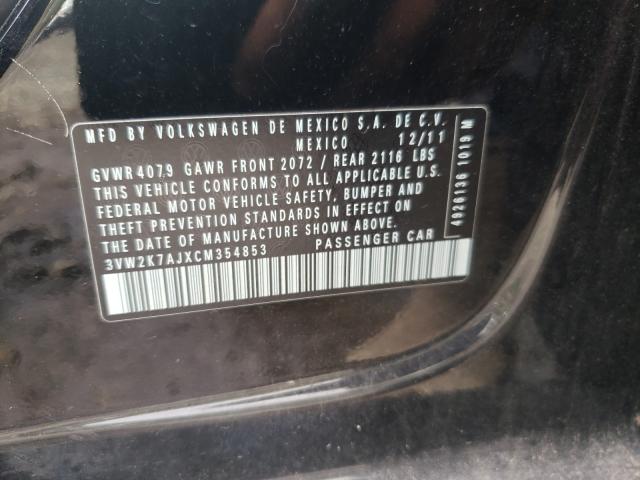 MFD BY VOLKSWAGEN DE MEXICO S.A. DE C.V.
MEXICO 12/11
GVWR 4079 GAWR FRONT 2072 / REAR 2116 LBS
THIS VEHICLE CONFORMS TO ALL APPLICABLE U.S.
FEDERAL MOTOR VEHICLE SAFETY, BUMPER AND
THEFT PREVENTION STANDARDS IN EFFECT ON
THE DATE OF MANUFACTURE SHOWN ABOVE.
3VW2K7AJXCM354853 PASSENGER CAR
4926136 1019 M